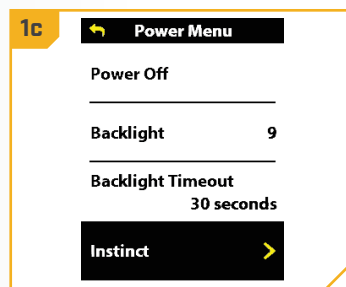 1c
Power Menu
Power Off
Backlight 9
Backlight Timeout
30 seconds
Instinct